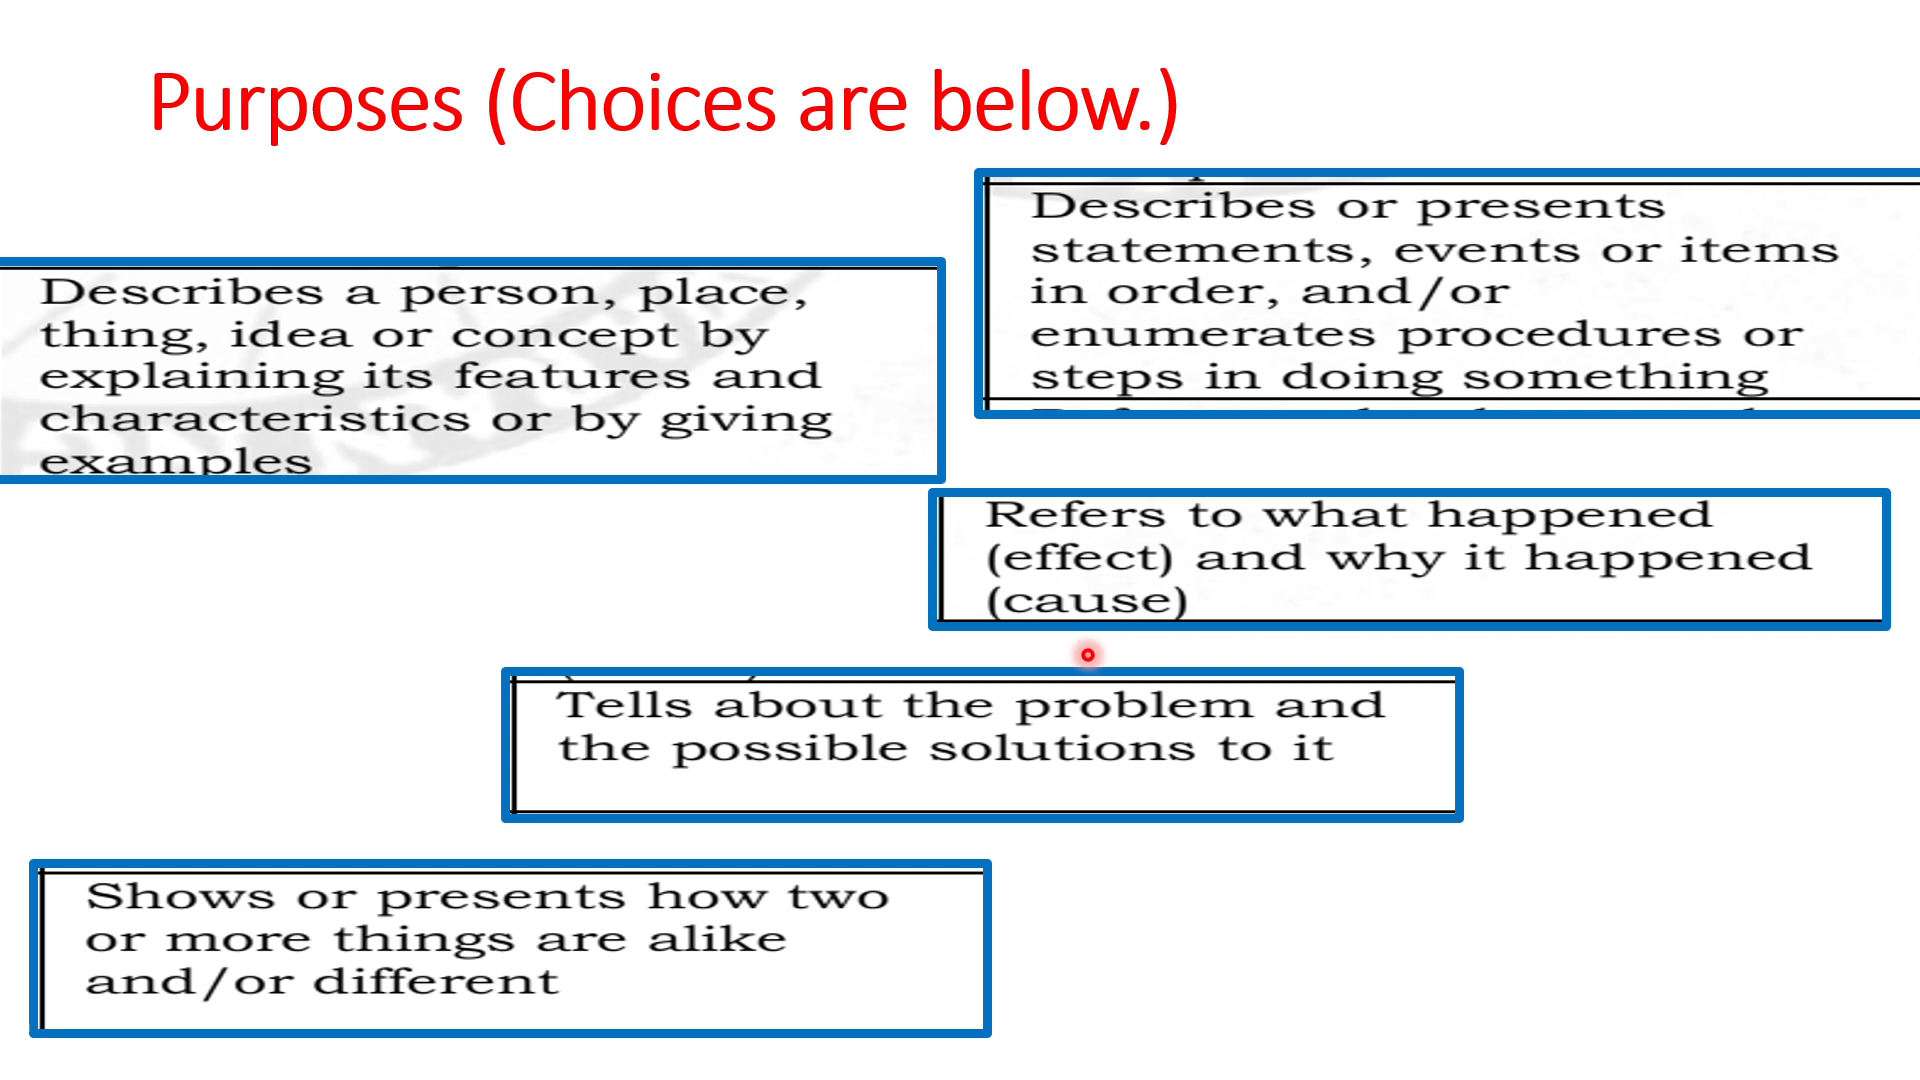 Purposes (Choices are below.)
Describes or presents
statements, events or items
in order, and/or
enumerates procedures or
steps in doing something
Describes a person, place,
thing, idea or concept by
explaining its features and
characteristics or by giving
examples
Refers to what happened
(effect) and why it happened
(cause)
Tells about the problem and
the possible solutions to it
Shows or presents how two
or more things are alike
and/or different